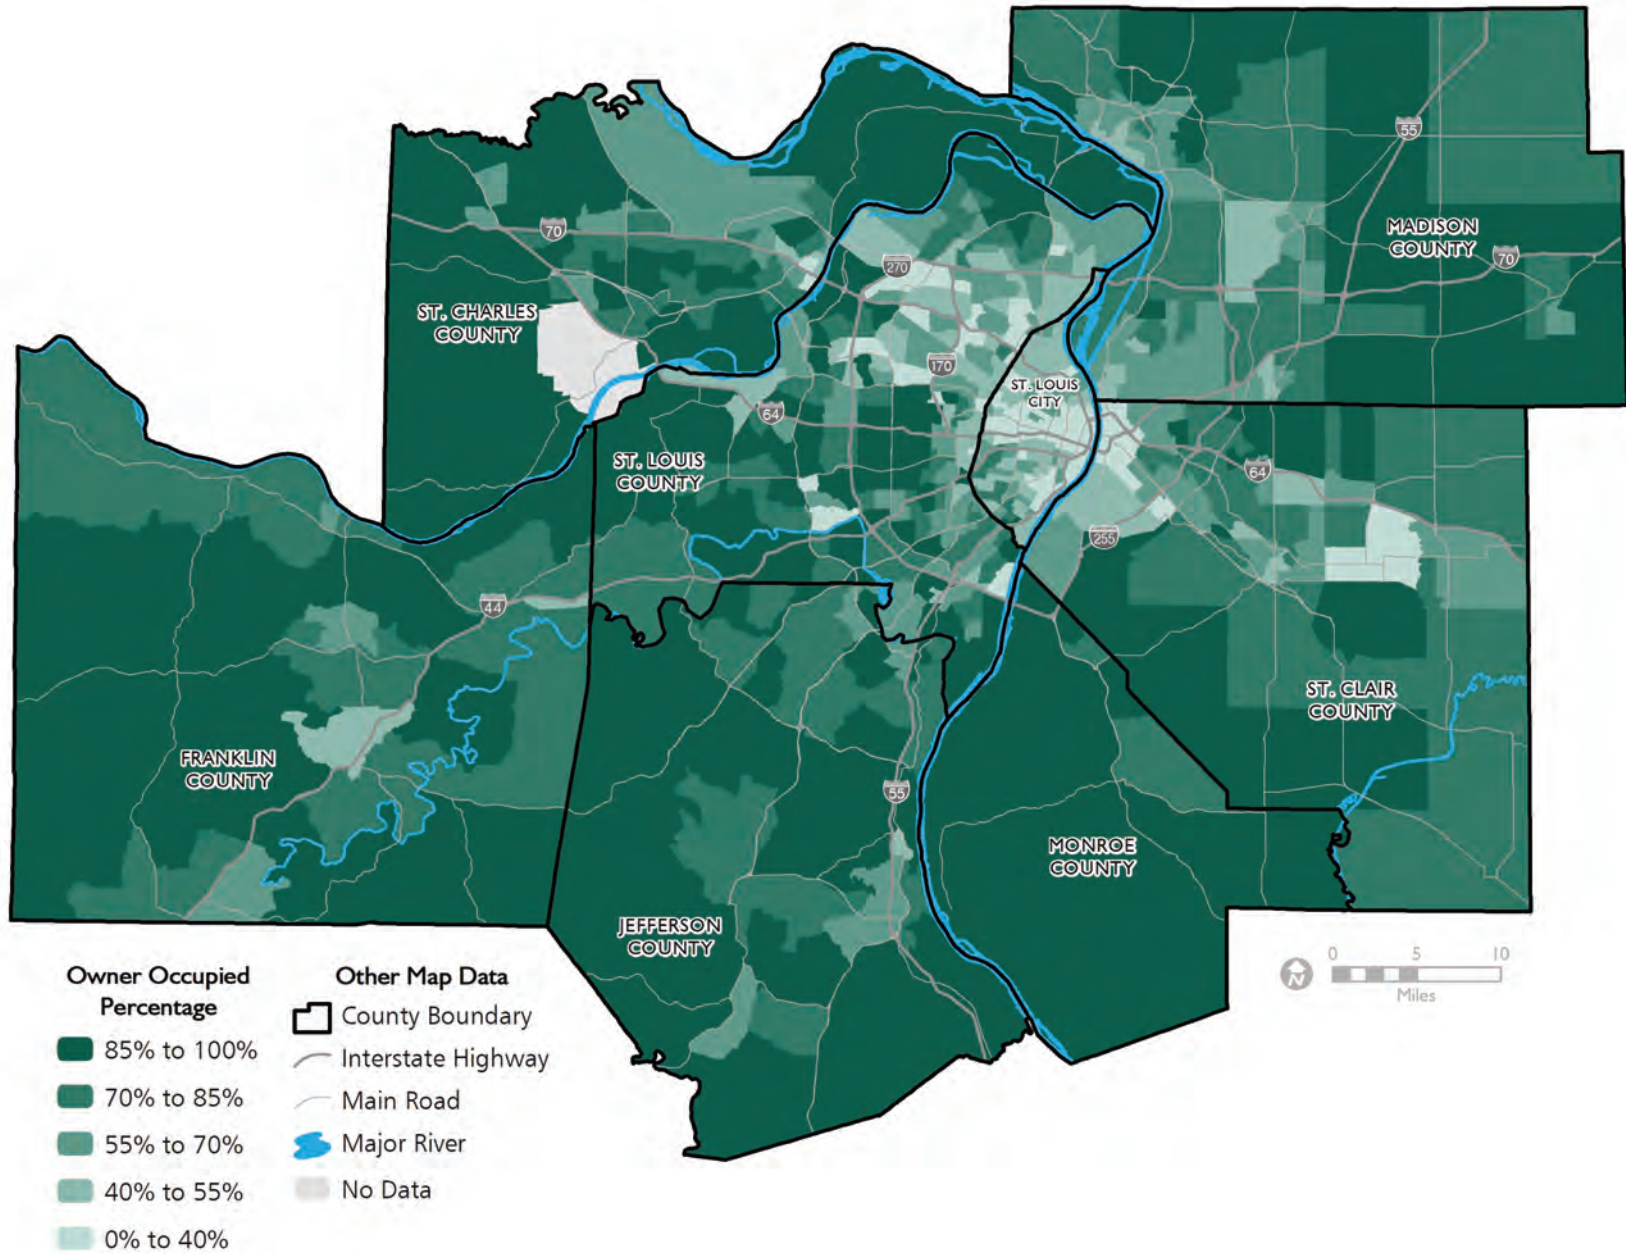 55
MADISON
COUNTY
70
70
270
ST. CHARLES
COUNTY
170
ST. LOUIS
CITY
64
ST. LOUIS
COUNTY
64
255
44
ST. CLAIR
COUNTY
FRANKLIN
COUNTY
55
MONROE
COUNTY
JEFFERSON
COUNTY
N
0 5 10
Miles
Owner Occupied
Percentage
85% to 100%
70% to 85%
55% to 70%
40% to 55%
0% to 40%
Other Map Data
County Boundary
Interstate Highway
Main Road
Major River
No Data